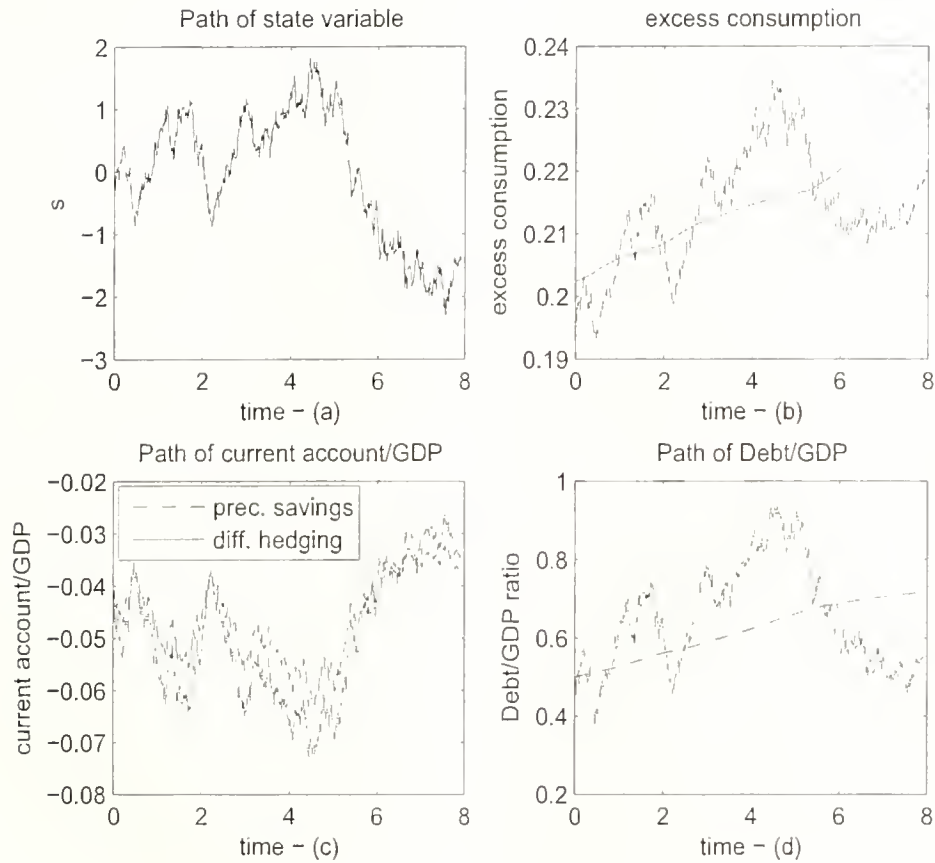 Path of state variable
2
1
0
−1
−2
−3
s
0 2 4 6 8
time − (a)
excess consumption
0.24
0.23
0.22
0.21
0.2
0.19
excess consumption
0 2 4 6 8
time − (b)
Path of current account/GDP
−0.02
−0.03
−0.04
−0.05
−0.06
−0.07
−0.08
current account/GDP
prec. savings
diff. hedging
0 2 4 6 8
time − (c)
Path of Debt/GDP
1
0.8
0.6
0.4
0.2
Debt/GDP ratio
0 2 4 6 8
time − (d)